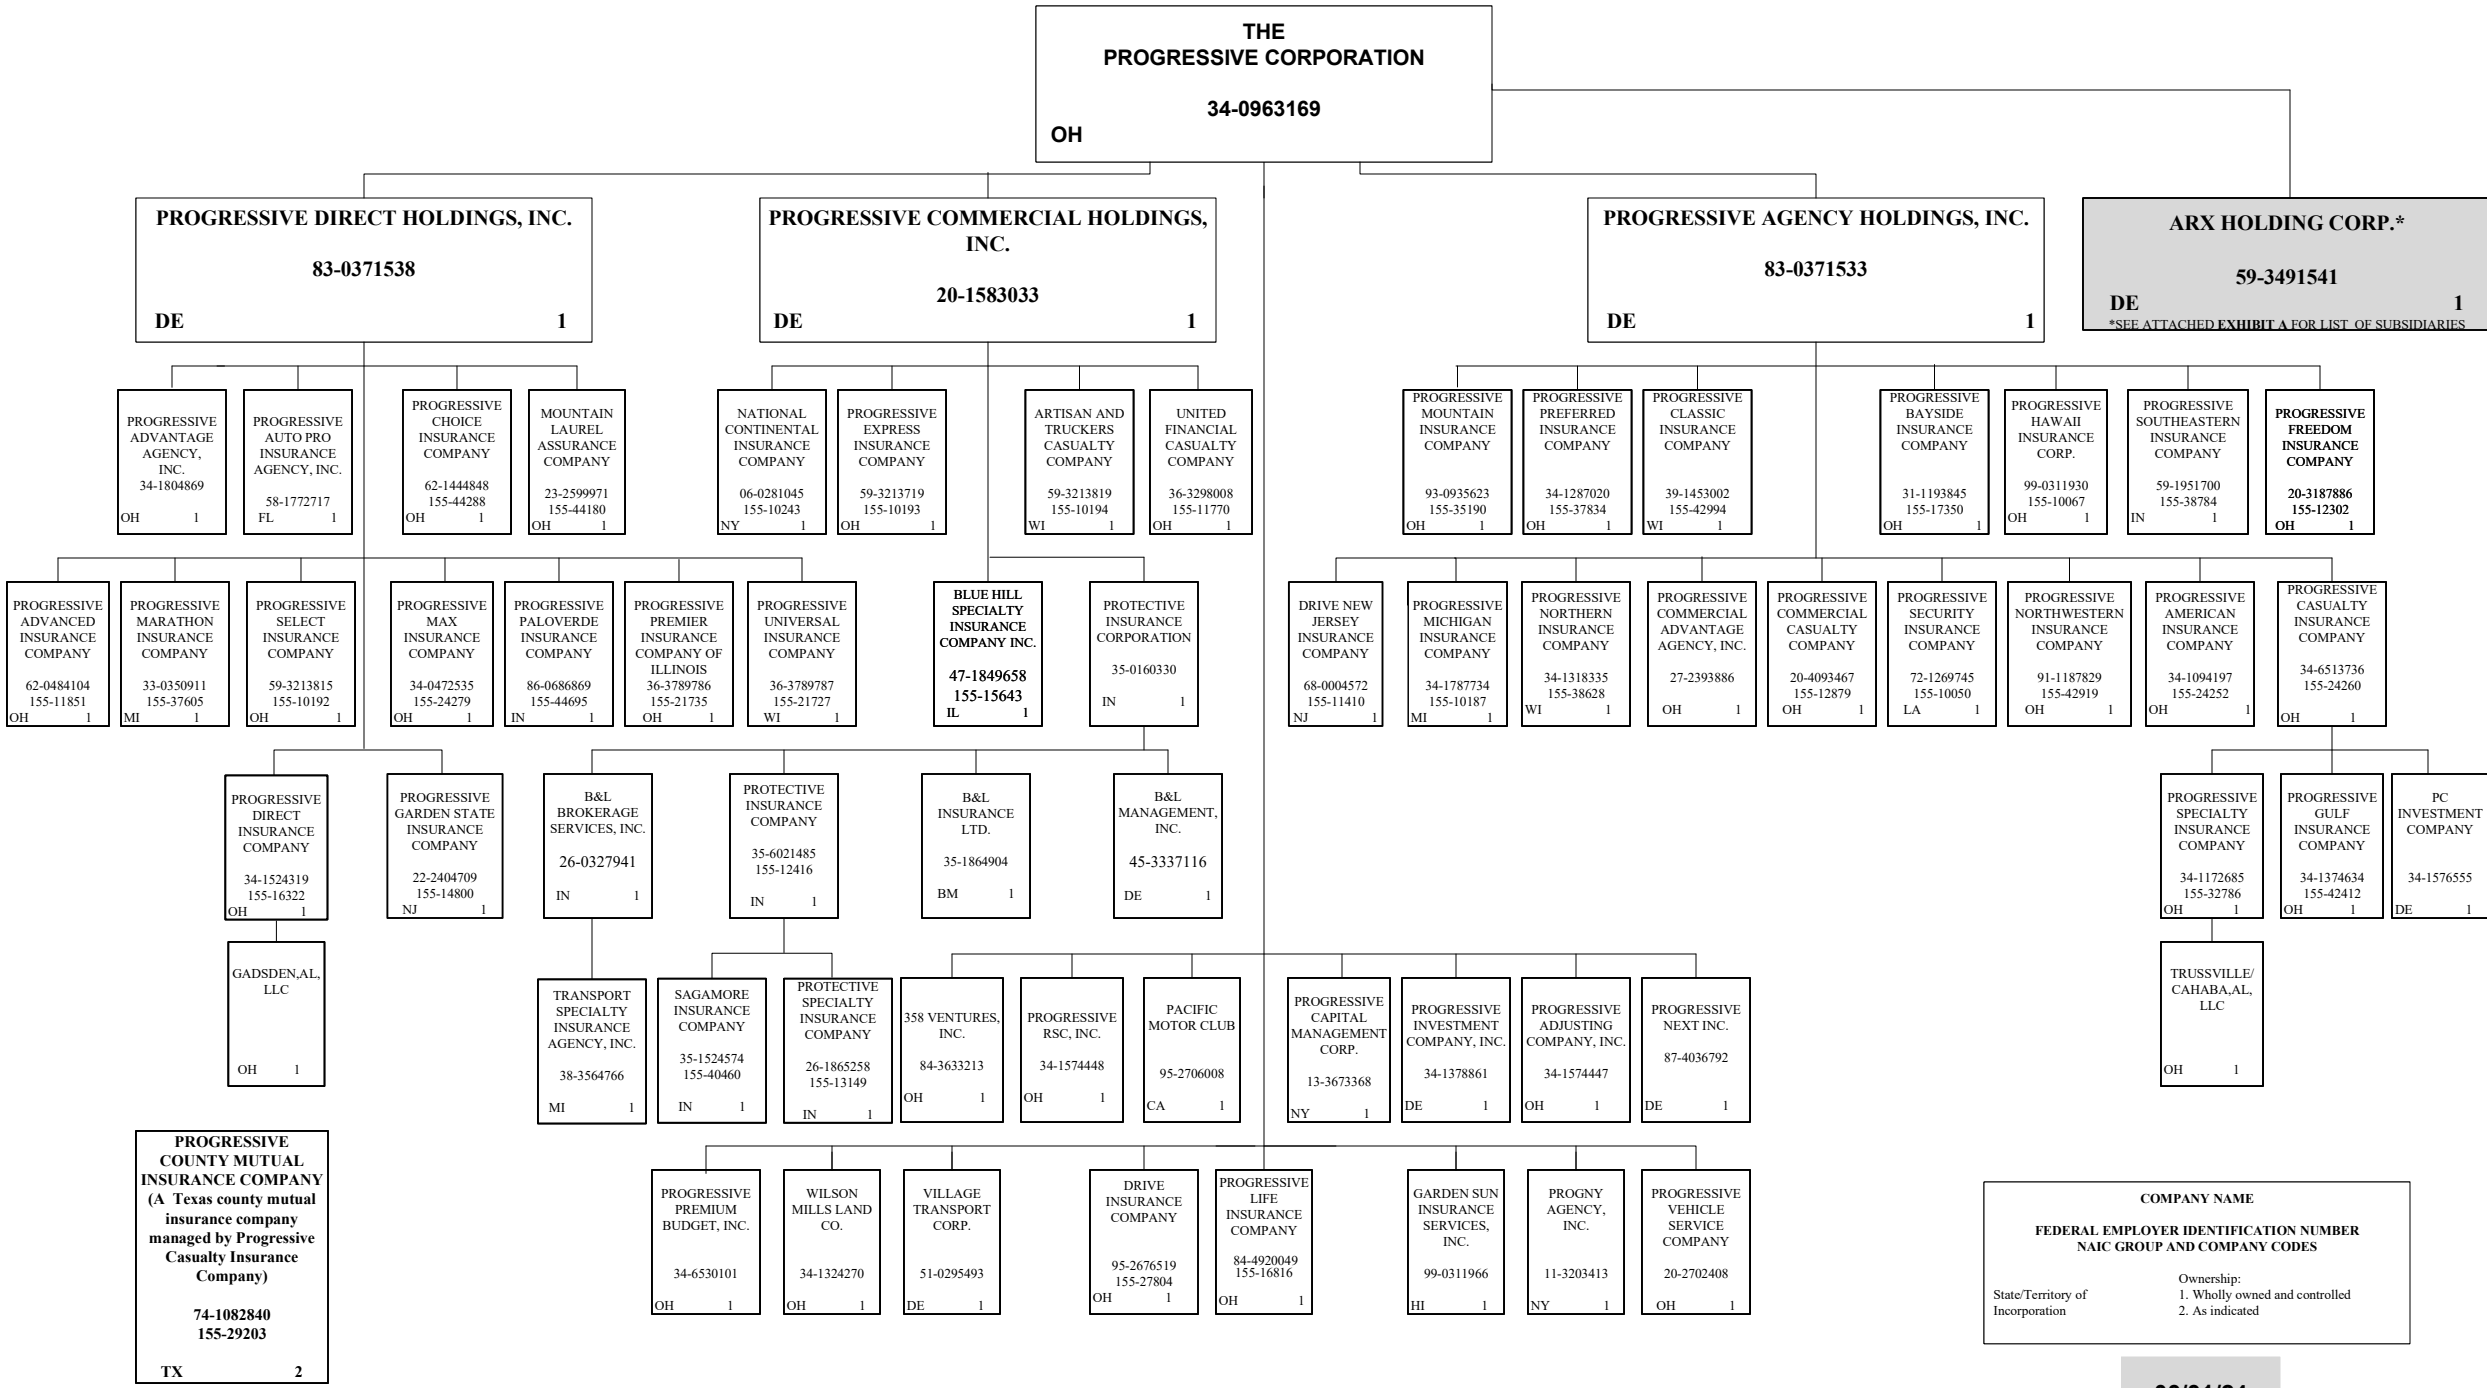 THE
PROGRESSIVE CORPORATION
34-0963169
OH
PROGRESSIVE DIRECT HOLDINGS, INC.
83-0371538
DE 1
PROGRESSIVE COMMERCIAL HOLDINGS,
INC.
20-1583033
DE 1
PROGRESSIVE AGENCY HOLDINGS, INC.
83-0371533
DE 1
ARX HOLDING CORP.*
59-3491541
DE 1
*SEE ATTACHED EXHIBIT A FOR LIST OF SUBSIDIARIES
PROGRESSIVE
ADVANTAGE
AGENCY,
INC.
34-1804869
OH 1
PROGRESSIVE
AUTO PRO
INSURANCE
AGENCY, INC.
58-1772717
FL 1
PROGRESSIVE
CHOICE
INSURANCE
COMPANY
62-1444848
155-44288
OH 1
MOUNTAIN
LAUREL
ASSURANCE
COMPANY
23-2599971
155-44180
OH 1
NATIONAL
CONTINENTAL
INSURANCE
COMPANY
06-0281045
155-10243
NY 1
PROGRESSIVE
EXPRESS
INSURANCE
COMPANY
59-3213719
155-10193
OH 1
ARTISAN AND
TRUCKERS
CASUALTY
COMPANY
59-3213819
155-10194
WI 1
UNITED
FINANCIAL
CASUALTY
COMPANY
36-3298008
155-11770
OH 1
PROGRESSIVE
MOUNTAIN
INSURANCE
COMPANY
93-0935623
155-35190
OH 1
PROGRESSIVE
PREFERRED
INSURANCE
COMPANY
34-1287020
155-37834
OH 1
PROGRESSIVE
CLASSIC
INSURANCE
COMPANY
39-1453002
155-42994
WI 1
PROGRESSIVE
BAYSIDE
INSURANCE
COMPANY
31-1193845
155-17350
OH 1
PROGRESSIVE
HAWAII
INSURANCE
CORP.
99-0311930
155-10067
OH 1
PROGRESSIVE
SOUTHEASTERN
INSURANCE
COMPANY
59-1951700
155-38784
IN 1
PROGRESSIVE
FREEDOM
INSURANCE
COMPANY
20-3187886
155-12302
OH 1
PROGRESSIVE
ADVANCED
INSURANCE
COMPANY
62-0484104
155-11851
OH 1
PROGRESSIVE
MARATHON
INSURANCE
COMPANY
33-0350911
155-37605
MI 1
PROGRESSIVE
SELECT
INSURANCE
COMPANY
59-3213815
155-10192
OH 1
PROGRESSIVE
MAX
INSURANCE
COMPANY
34-0472535
155-24279
OH 1
PROGRESSIVE
PALOVERDE
INSURANCE
COMPANY
86-0686869
155-44695
IN 1
PROGRESSIVE
PREMIER
INSURANCE
COMPANY OF
ILLINOIS
36-3789786
155-21735
OH 1
PROGRESSIVE
UNIVERSAL
INSURANCE
COMPANY
36-3789787
155-21727
WI 1
BLUE HILL
SPECIALTY
INSURANCE
COMPANY INC.
47-1849658
155-15643
IL 1
PROTECTIVE
INSURANCE
CORPORATION
35-0160330
IN 1
DRIVE NEW
JERSEY
INSURANCE
COMPANY
68-0004572
155-11410
NJ 1
PROGRESSIVE
MICHIGAN
INSURANCE
COMPANY
34-1787734
155-10187
MI 1
PROGRESSIVE
NORTHERN
INSURANCE
COMPANY
34-1318335
155-38628
WI 1
PROGRESSIVE
COMMERCIAL
ADVANTAGE
AGENCY, INC.
27-2393886
OH 1
PROGRESSIVE
COMMERCIAL
CASUALTY
COMPANY
20-4093467
155-12879
OH 1
PROGRESSIVE
SECURITY
INSURANCE
COMPANY
72-1269745
155-10050
LA 1
PROGRESSIVE
NORTHWESTERN
INSURANCE
COMPANY
91-1187829
155-42919
OH 1
PROGRESSIVE
AMERICAN
INSURANCE
COMPANY
34-1094197
155-24252
OH 1
PROGRESSIVE
CASUALTY
INSURANCE
COMPANY
34-6513736
155-24260
OH 1
PROGRESSIVE
DIRECT
INSURANCE
COMPANY
34-1524319
155-16322
OH 1
PROGRESSIVE
GARDEN STATE
INSURANCE
COMPANY
22-2404709
155-14800
NJ 1
B&L
BROKERAGE
SERVICES, INC.
26-0327941
IN 1
PROTECTIVE
INSURANCE
COMPANY
35-6021485
155-12416
IN 1
B&L
INSURANCE
LTD.
35-1864904
BM 1
B&L
MANAGEMENT,
INC.
45-3337116
DE 1
PROGRESSIVE
SPECIALTY
INSURANCE
COMPANY
34-1172685
155-32786
OH 1
PROGRESSIVE
GULF
INSURANCE
COMPANY
34-1374634
155-42412
OH 1
PC
INVESTMENT
COMPANY
34-1576555
DE 1
GADSDEN,AL,
LLC
OH 1
TRANSPORT
SPECIALTY
INSURANCE
AGENCY, INC.
38-3564766
MI 1
SAGAMORE
INSURANCE
COMPANY
35-1524574
155-40460
IN 1
PROTECTIVE
SPECIALTY
INSURANCE
COMPANY
26-1865258
155-13149
IN 1
358 VENTURES,
INC.
84-3633213
OH 1
PROGRESSIVE
RSC, INC.
34-1574448
OH 1
PACIFIC
MOTOR CLUB
95-2706008
CA 1
PROGRESSIVE
CAPITAL
MANAGEMENT
CORP.
13-3673368
NY 1
PROGRESSIVE
INVESTMENT
COMPANY, INC.
34-1378861
DE 1
PROGRESSIVE
ADJUSTING
COMPANY, INC.
34-1574447
OH 1
PROGRESSIVE
NEXT INC.
87-4036792
DE 1
TRUSSVILLE/
CAHABA,AL,
LLC
OH 1
PROGRESSIVE
COUNTY MUTUAL
INSURANCE COMPANY
(A Texas county mutual
insurance company
managed by Progressive
Casualty Insurance
Company)
74-1082840
155-29203
TX 2
PROGRESSIVE
PREMIUM
BUDGET, INC.
34-6530101
OH 1
WILSON
MILLS LAND
CO.
34-1324270
OH 1
VILLAGE
TRANSPORT
CORP.
51-0295493
DE 1
DRIVE
INSURANCE
COMPANY
95-2676519
155-27804
OH 1
PROGRESSIVE
LIFE
INSURANCE
COMPANY
84-4920049
155-16816
OH 1
GARDEN SUN
INSURANCE
SERVICES,
INC.
99-0311966
HI 1
PROGNY
AGENCY,
INC.
11-3203413
NY 1
PROGRESSIVE
VEHICLE
SERVICE
COMPANY
20-2702408
OH 1
COMPANY NAME
FEDERAL EMPLOYER IDENTIFICATION NUMBER
NAIC GROUP AND COMPANY CODES
Ownership:
State/Territory of 1. Wholly owned and controlled
Incorporation 2. As indicated